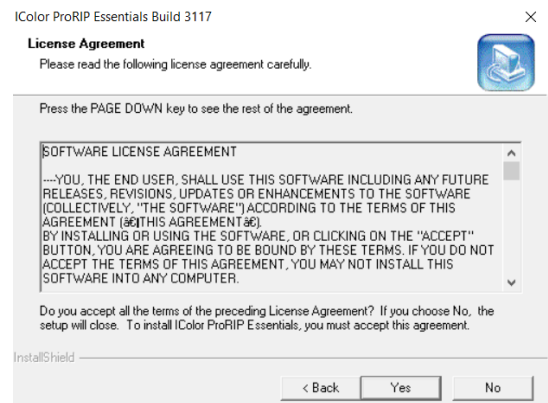 IColor ProRIP Essentials Build 3117
License Agreement
Please read the following license agreement carefully.
Press the PAGE DOWN key to see the rest of the agreement.
SOFTWARE LICENSE AGREEMENT
----YOU, THE END USER, SHALL USE THIS SOFTWARE INCLUDING ANY FUTURE
RELEASES, REVISIONS, UPDATES OR ENHANCEMENTS TO THE SOFTWARE
(COLLECTIVELY, "THE SOFTWARE") ACCORDING TO THE TERMS OF THIS
AGREEMENT (â€¦THIS AGREEMENTâ€).
BY INSTALLING OR USING THE SOFTWARE, OR CLICKING ON THE "ACCEPT"
BUTTON, YOU ARE AGREEING TO BE BOUND BY THESE TERMS. IF YOU DO NOT
ACCEPT THE TERMS OF THIS AGREEMENT, YOU MAY NOT INSTALL THIS
SOFTWARE INTO ANY COMPUTER.
Do you accept all the terms of the preceding License Agreement? If you choose No, the
setup will close. To install IColor ProRIP Essentials, you must accept this agreement.
InstallShield
< Back Yes No